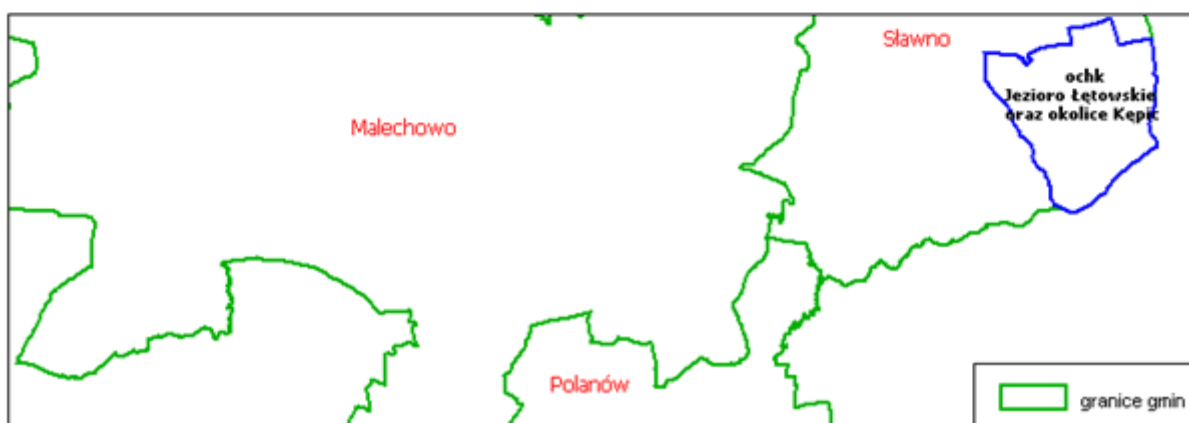 Sławno
ochk
Jezioro Łętowskie
oraz okolice Kępic
Malechowo
Polanów
granice gmin